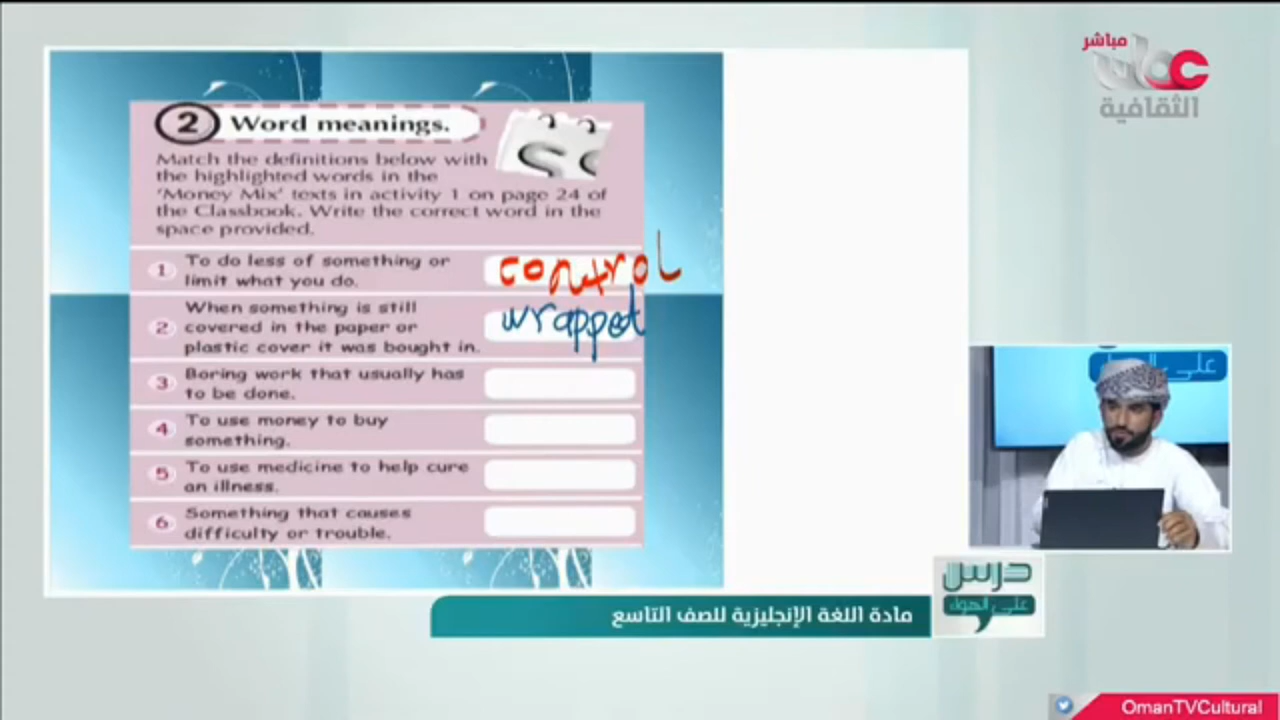 مباشر
عمان
الثقافية
2 Word meanings.
Match the definitions below with
the highlighted words in the
'Money Mix' texts in activity 1 on page 24 of
the Classbook. Write the correct word in the
space provided.
1 To do less of something or
limit what you do.
control
2 When something is still
covered in the paper or
plastic cover it was bought in.
wrapped
3 Boring work that usually has
to be done.
4 To use money to buy
something.
5 To use medicine to help cure
an illness.
6 Something that causes
difficulty or trouble.
على الهواء
درس
على الهواء
مادة اللغة الإنجليزية للصف التاسع
OmanTVCultural